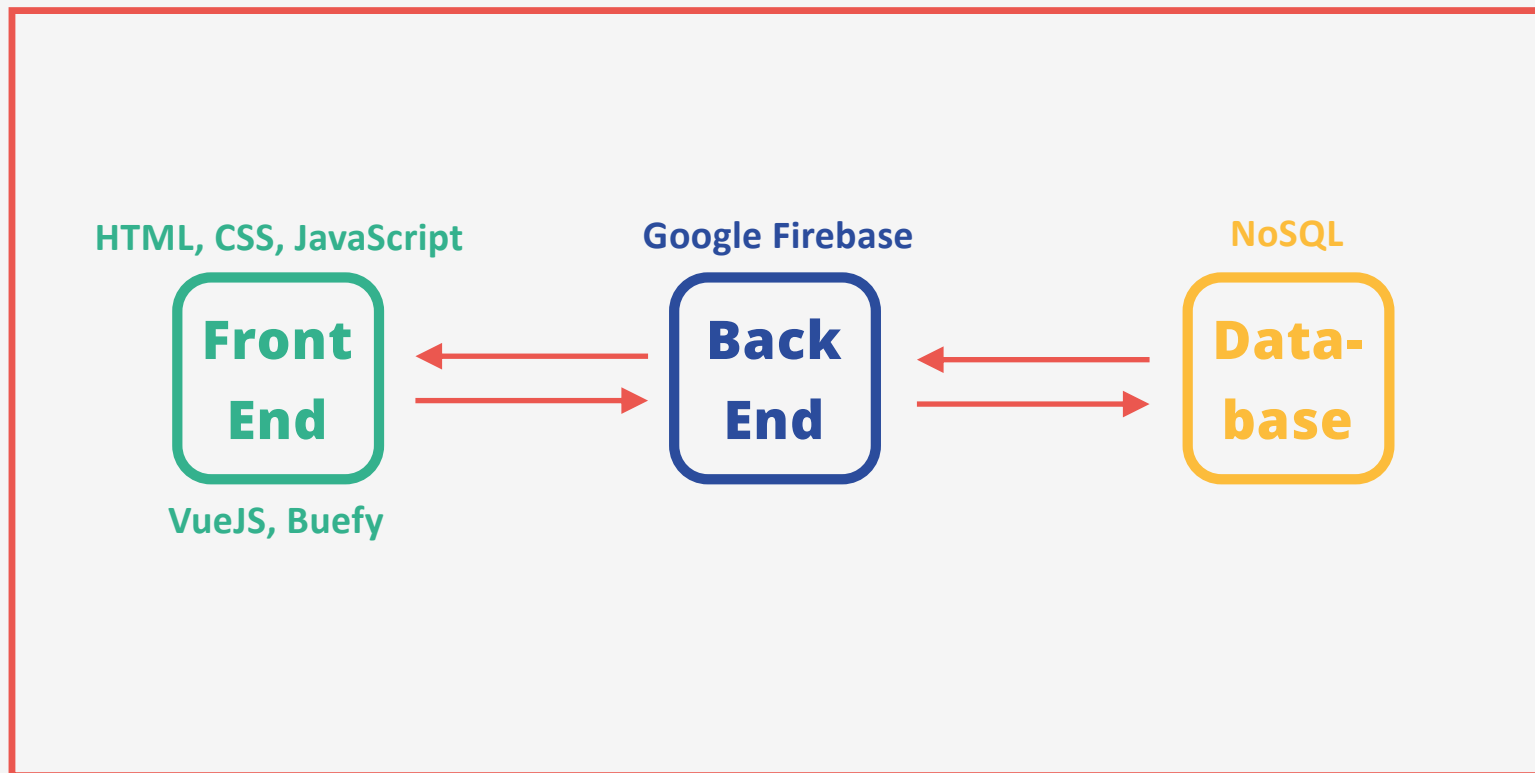 HTML, CSS, JavaScript
Front
End
VueJS, Buefy
Google Firebase
Back
End
NoSQL
Data-
base